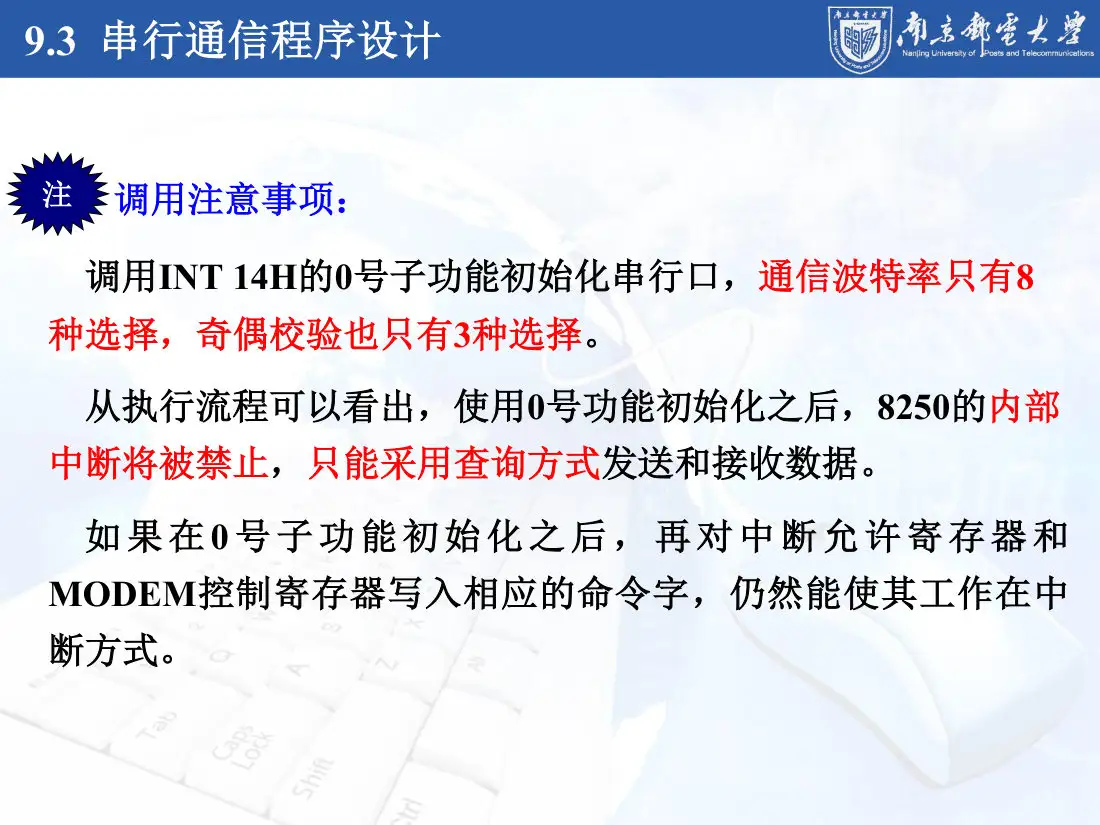 9.3 串行通信程序设计
南京邮电大学
Nanjing University of Posts and Telecommunications
注
调用注意事项：
调用INT 14H的0号子功能初始化串行口，通信波特率只有8
种选择，奇偶校验也只有3种选择。
从执行流程可以看出，使用0号功能初始化之后，8250的内部
中断将被禁止，只能采用查询方式发送和接收数据。
如果在0号子功能初始化之后，再对中断允许寄存器和
MODEM控制寄存器写入相应的命令字，仍然能使其工作在中
断方式。
Q
A
Z
X
Tab
Caps
Lock
Shift
Ctrl